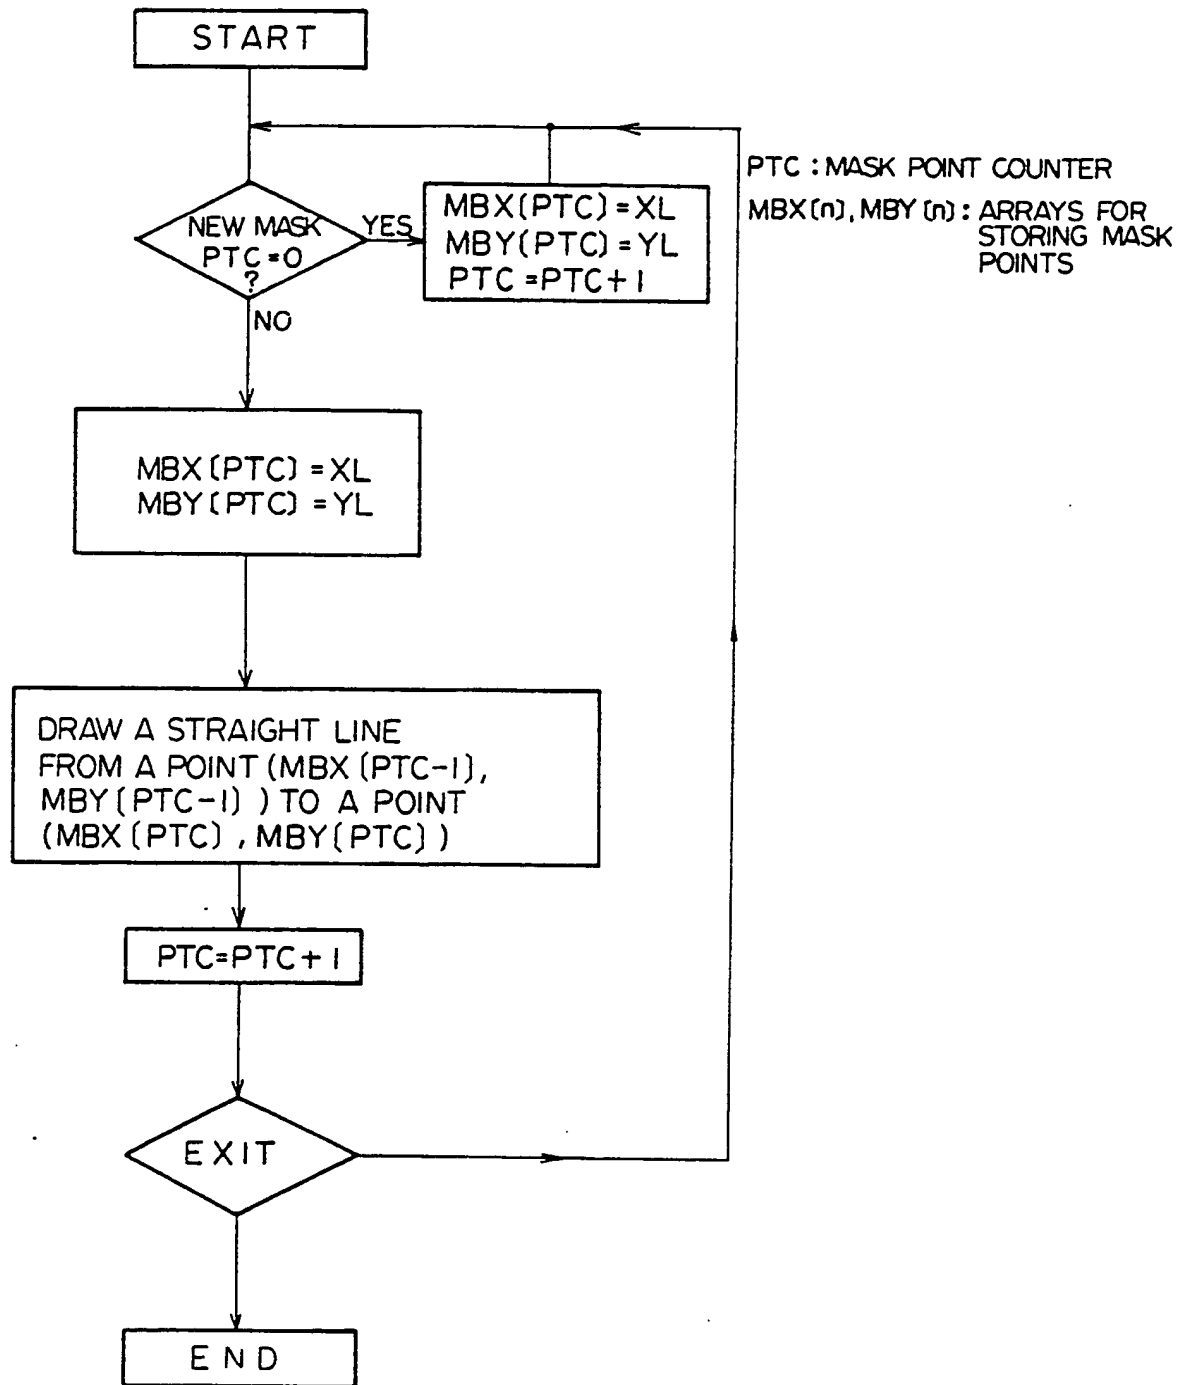 START
PTC : MASK POINT COUNTER
MBX(n), MBY(n) : ARRAYS FOR
STORING MASK
POINTS
NEW MASK
PTC=0
?
YES
MBX(PTC)=XL
MBY(PTC)=YL
PTC=PTC+1
NO
MBX(PTC)=XL
MBY(PTC)=YL
DRAW A STRAIGHT LINE
FROM A POINT (MBX(PTC-1),
MBY(PTC-1)) TO A POINT
(MBX(PTC), MBY(PTC))
PTC=PTC+1
EXIT
END